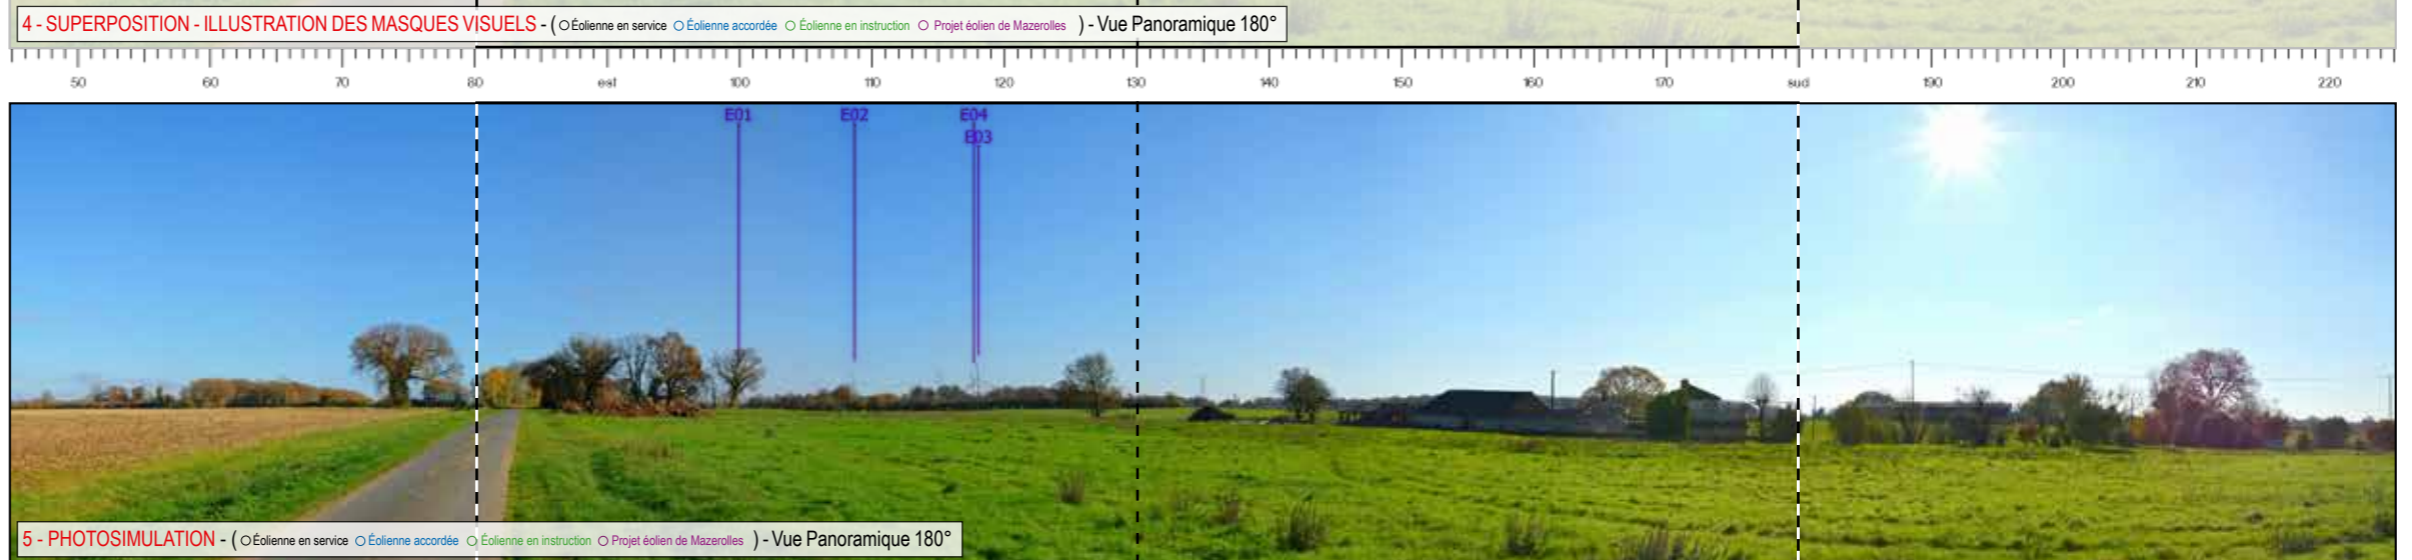 4 - SUPERPOSITION - ILLUSTRATION DES MASQUES VISUELS - ( Éolienne en service Éolienne accordée Éolienne en instruction Projet éolien de Mazerolles ) - Vue Panoramique 180°
50 60 70 80 est 100 110 120 130 140 150 160 170 sud 190 200 210 220
E01 E02 E04
E03
5 - PHOTOSIMULATION - ( Éolienne en service Éolienne accordée Éolienne en instruction Projet éolien de Mazerolles ) - Vue Panoramique 180°